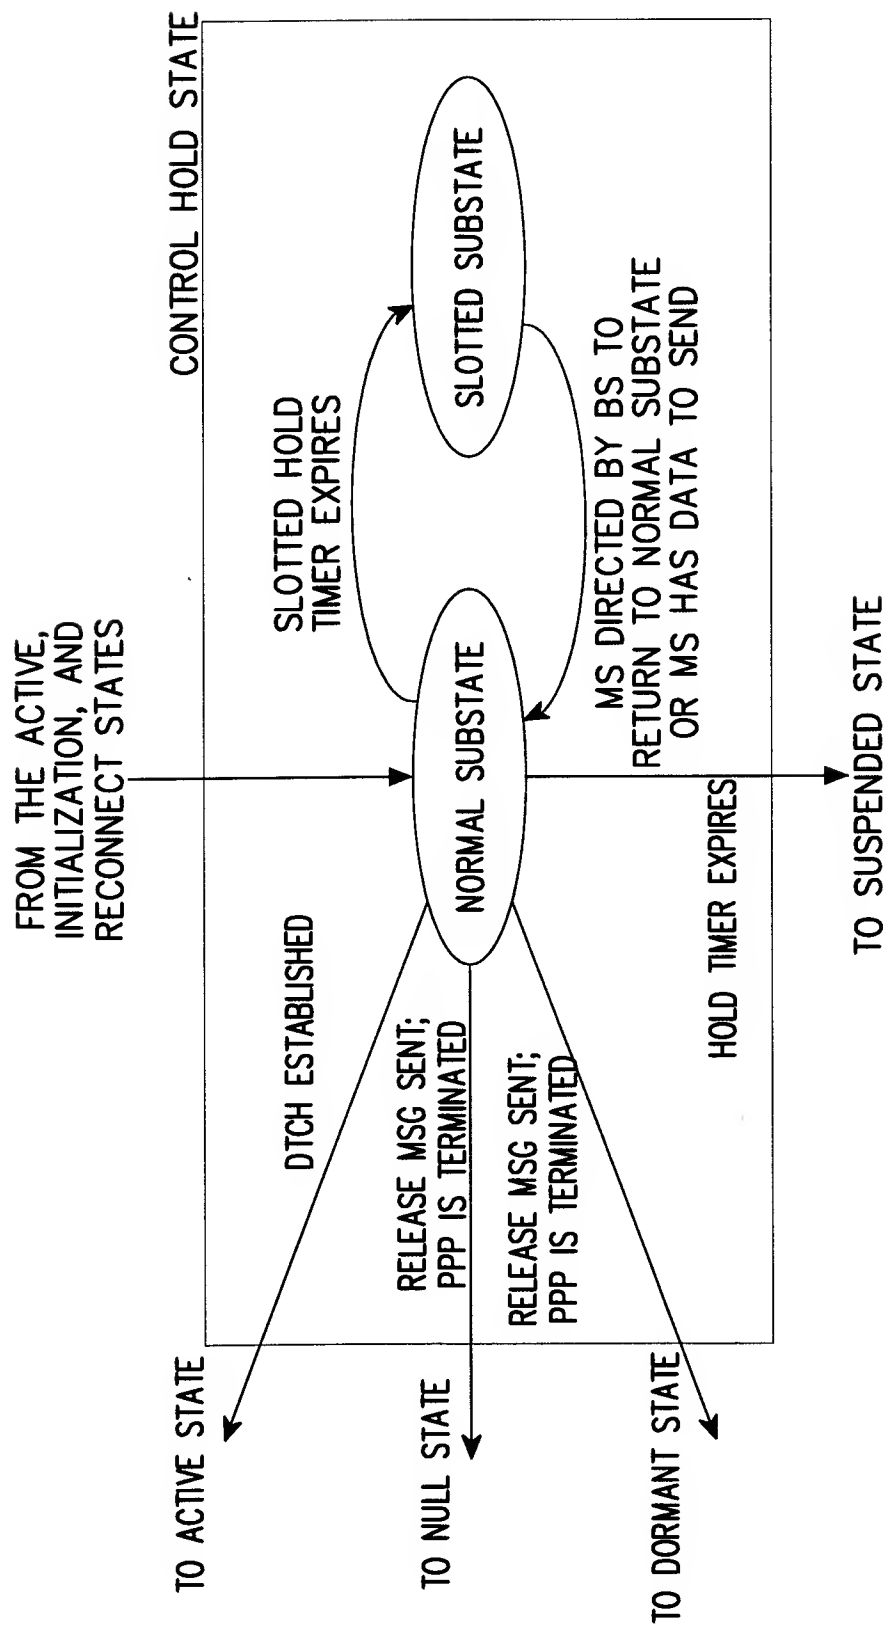 FROM THE ACTIVE,
INITIALIZATION, AND
RECONNECT STATES
CONTROL HOLD STATE
TO ACTIVE STATE
DTCH ESTABLISHED
SLOTTED HOLD
TIMER EXPIRES
TO NULL STATE
RELEASE MSG SENT;
PPP IS TERMINATED
NORMAL SUBSTATE
SLOTTED SUBSTATE
RELEASE MSG SENT;
PPP IS TERMINATED
MS DIRECTED BY BS TO
RETURN TO NORMAL SUBSTATE
OR MS HAS DATA TO SEND
TO DORMANT STATE
HOLD TIMER EXPIRES
TO SUSPENDED STATE